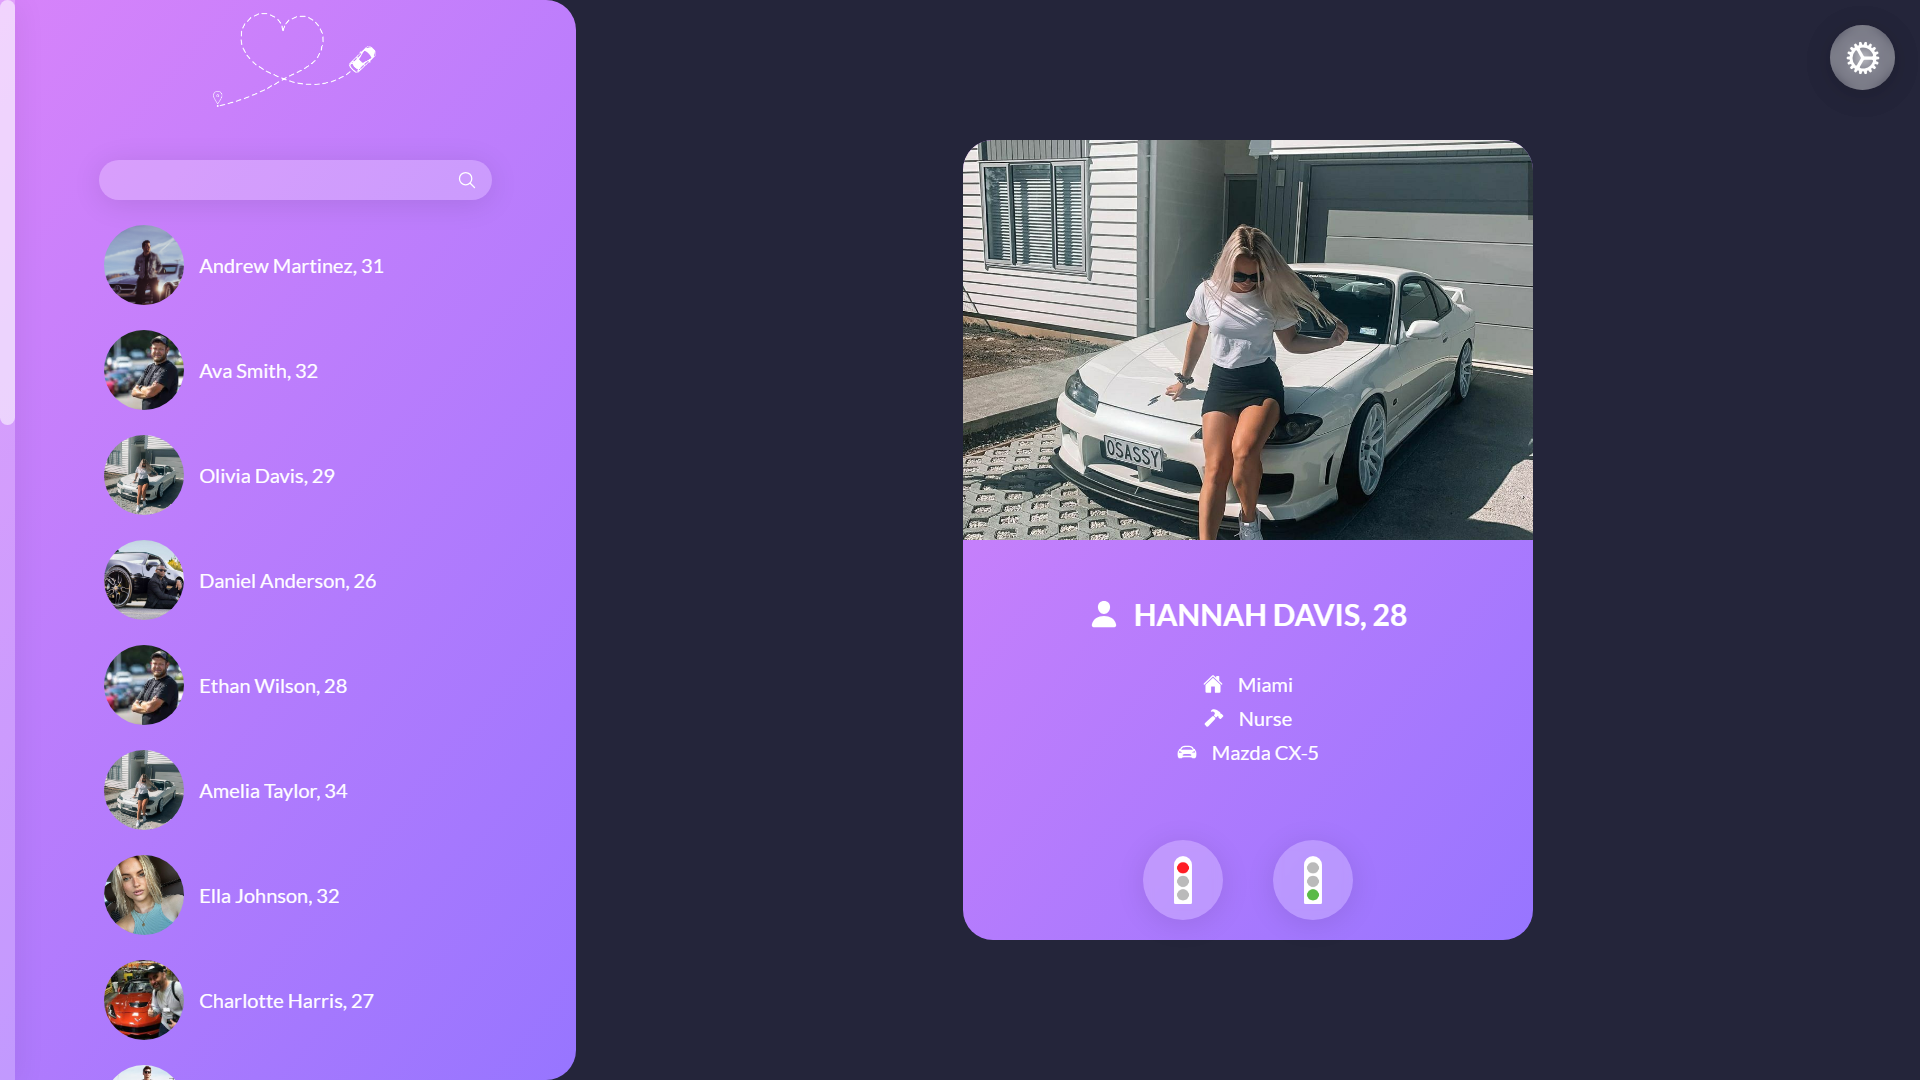 Andrew Martinez, 31
Ava Smith, 32
Olivia Davis, 29
Daniel Anderson, 26
Ethan Wilson, 28
Amelia Taylor, 34
Ella Johnson, 32
Charlotte Harris, 27
OSASSY
HANNAH DAVIS, 28
Miami
Nurse
Mazda CX-5